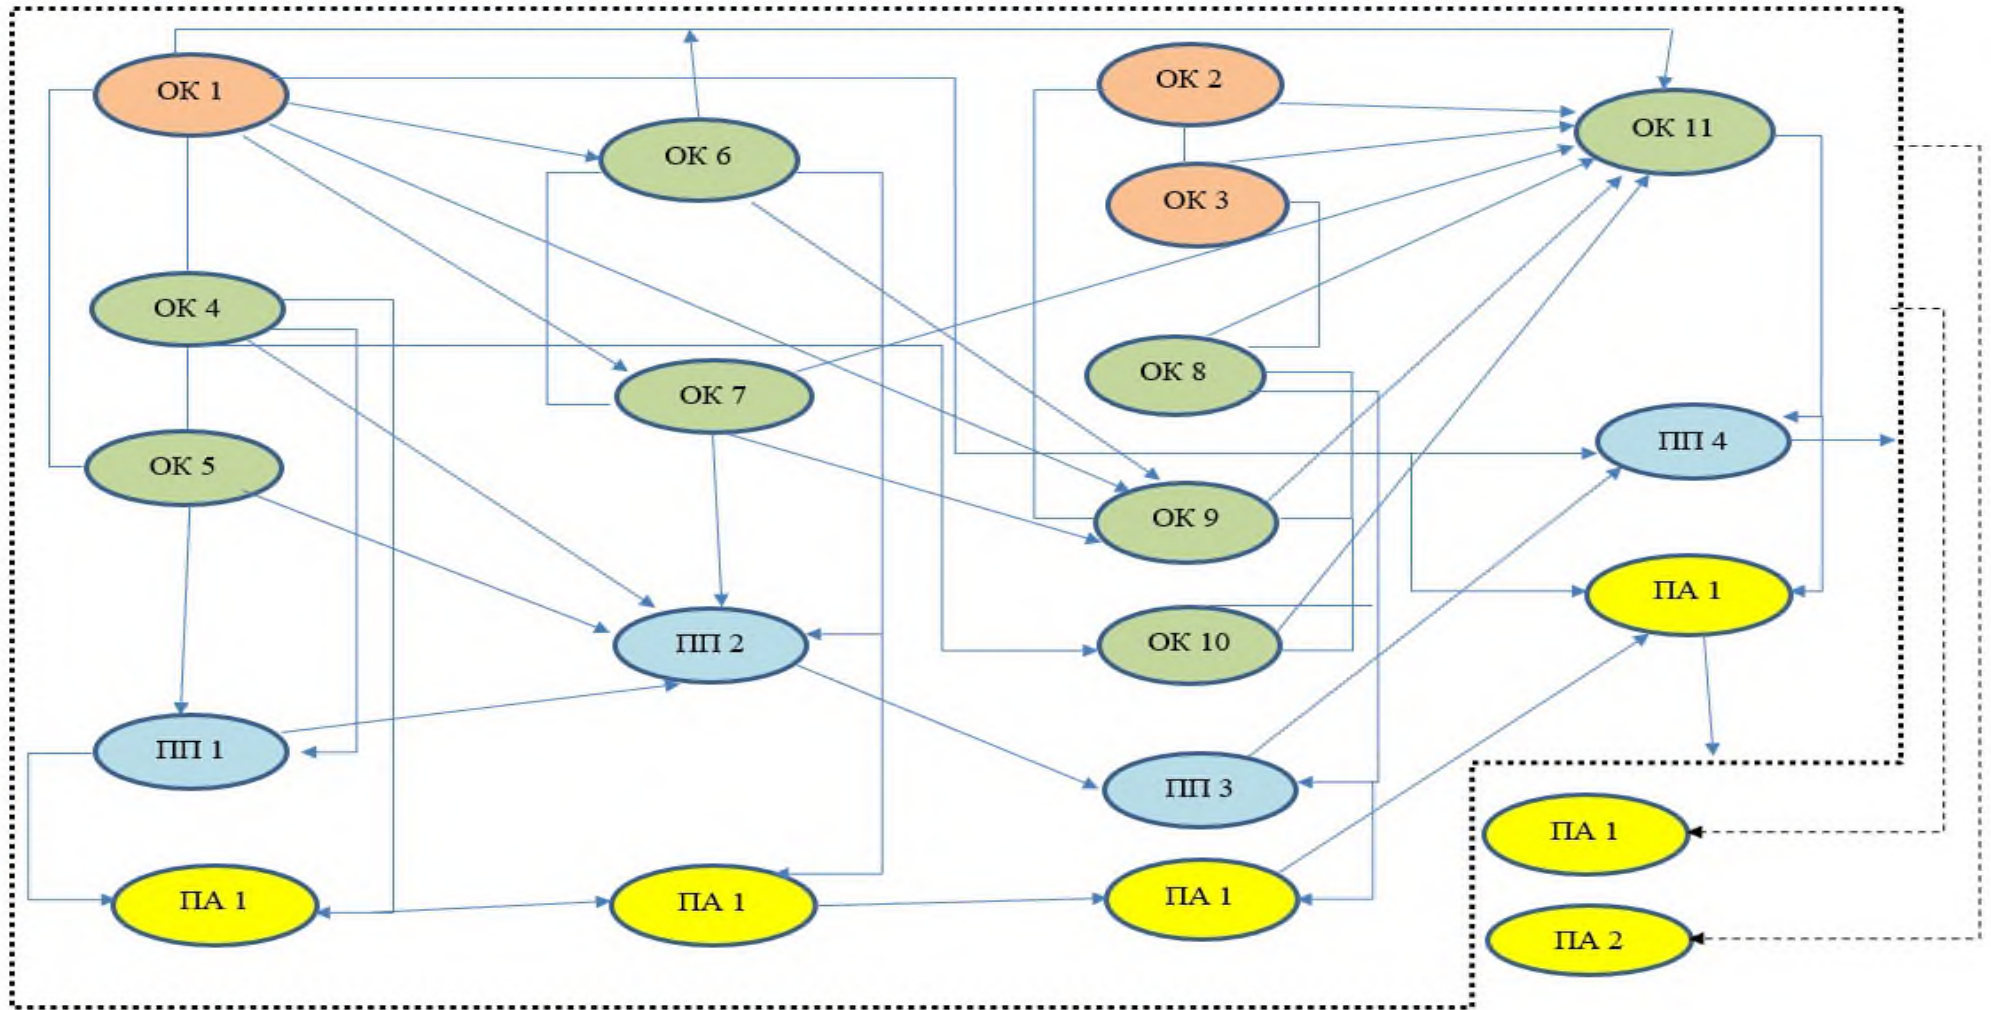 ОК 1
ОК 2
ОК 11
ОК 6
ОК 3
ОК 4
ОК 8
ОК 7
ПП 4
ОК 5
ОК 9
ПА 1
ПП 2
ОК 10
ПП 1
ПП 3
ПА 1
ПА 1
ПА 1
ПА 1
ПА 2